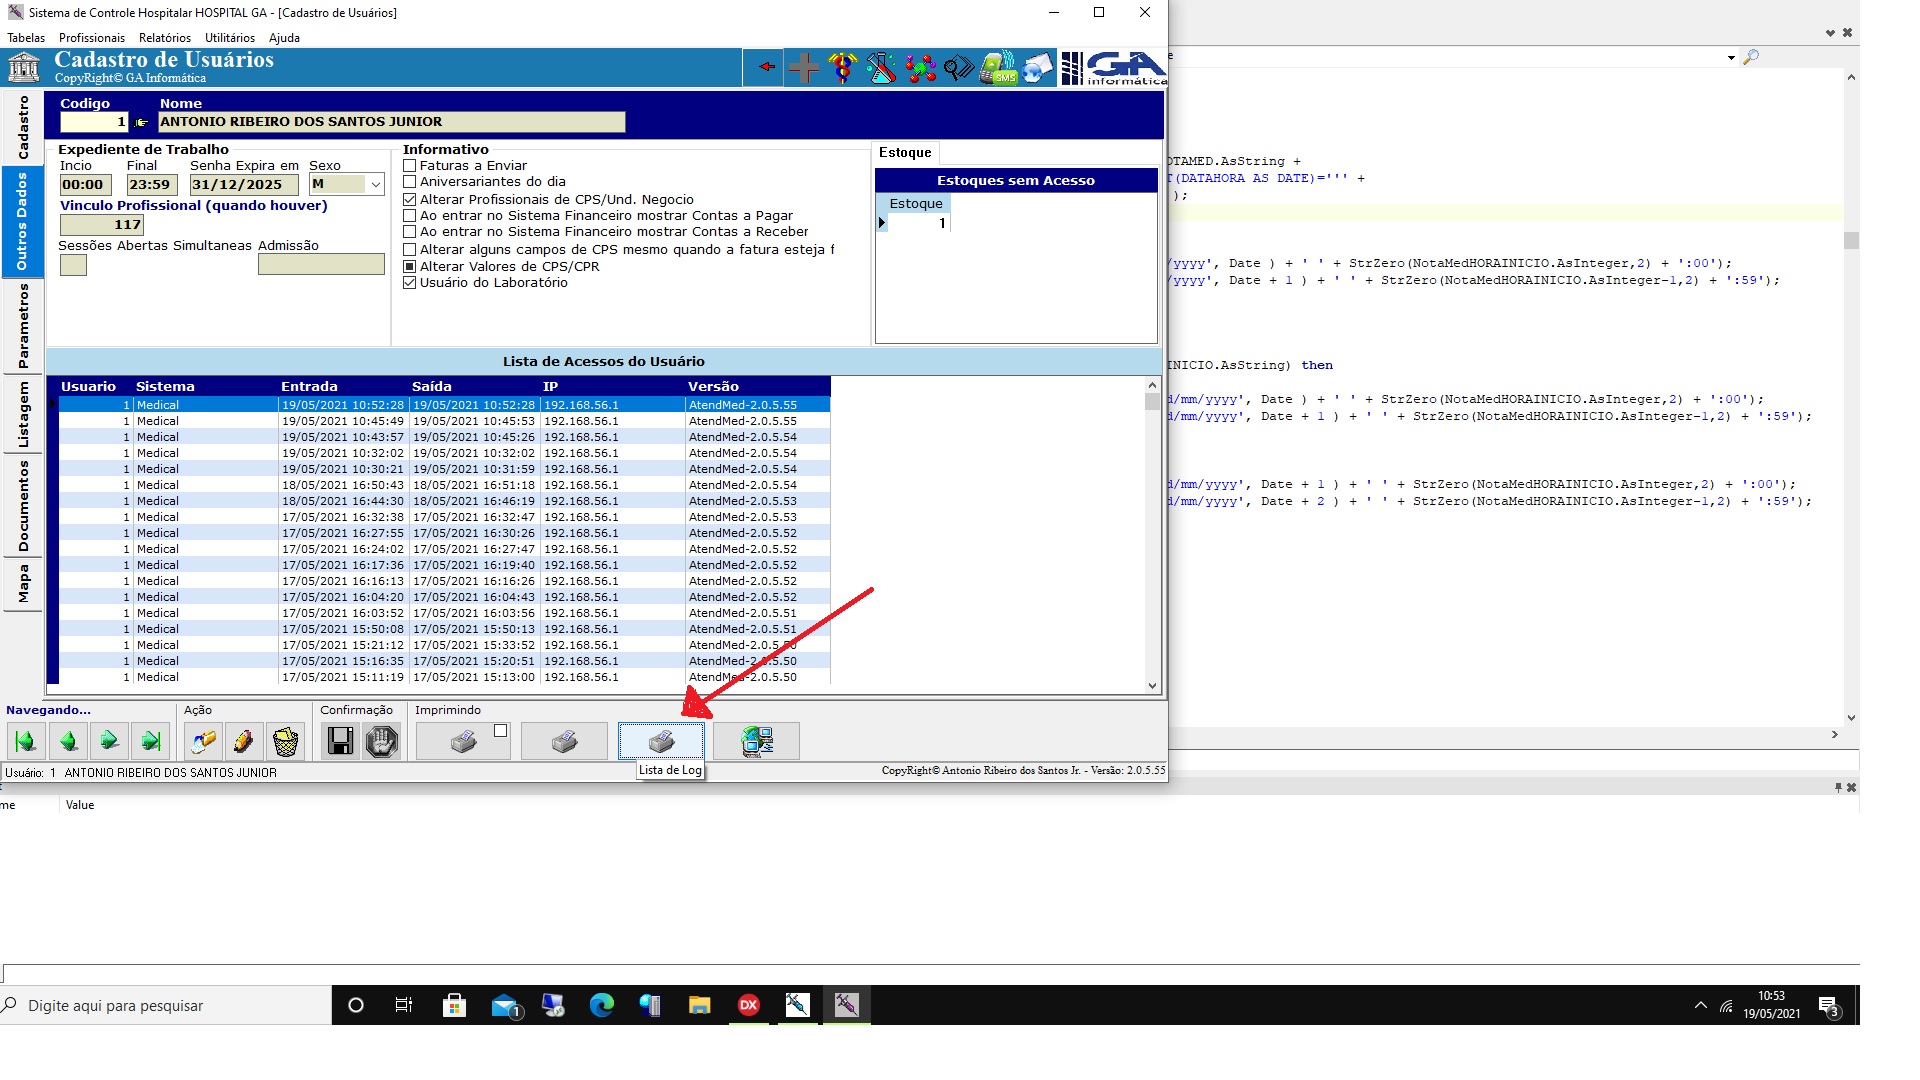 Sistema de Controle Hospitalar HOSPITAL GA - [Cadastro de Usuários]
Tabelas Profissionais Relatórios Utilitários Ajuda
Cadastro de Usuários
CopyRight© GA Informática
SMS
GA
informática
Cadastro
Outros Dados
Parametros
Listagem
Documentos
Mapa
Codigo Nome
1 ANTONIO RIBEIRO DOS SANTOS JUNIOR
Expediente de Trabalho
Incio Final Senha Expira em Sexo
00:00 23:59 31/12/2025 M
Vinculo Profissional (quando houver)
117
Sessões Abertas Simultaneas Admissão
Informativo
Faturas a Enviar
Aniversariantes do dia
Alterar Profissionais de CPS/Und. Negocio
Ao entrar no Sistema Financeiro mostrar Contas a Pagar
Ao entrar no Sistema Financeiro mostrar Contas a Receber
Alterar alguns campos de CPS mesmo quando a fatura esteja f
Alterar Valores de CPS/CPR
Usuário do Laboratório
Estoque
Estoques sem Acesso
Estoque
1
Lista de Acessos do Usuário
Usuario Sistema Entrada Saída IP Versão
1 Medical 19/05/2021 10:52:28 19/05/2021 10:52:28 192.168.56.1 AtendMed-2.0.5.55
1 Medical 19/05/2021 10:45:49 19/05/2021 10:45:53 192.168.56.1 AtendMed-2.0.5.55
1 Medical 19/05/2021 10:43:57 19/05/2021 10:45:26 192.168.56.1 AtendMed-2.0.5.54
1 Medical 19/05/2021 10:32:02 19/05/2021 10:32:02 192.168.56.1 AtendMed-2.0.5.54
1 Medical 19/05/2021 10:30:21 19/05/2021 10:31:59 192.168.56.1 AtendMed-2.0.5.54
1 Medical 18/05/2021 16:50:43 18/05/2021 16:51:18 192.168.56.1 AtendMed-2.0.5.54
1 Medical 18/05/2021 16:44:30 18/05/2021 16:46:19 192.168.56.1 AtendMed-2.0.5.53
1 Medical 17/05/2021 16:32:38 17/05/2021 16:32:47 192.168.56.1 AtendMed-2.0.5.53
1 Medical 17/05/2021 16:27:55 17/05/2021 16:30:26 192.168.56.1 AtendMed-2.0.5.52
1 Medical 17/05/2021 16:24:02 17/05/2021 16:27:47 192.168.56.1 AtendMed-2.0.5.52
1 Medical 17/05/2021 16:17:36 17/05/2021 16:19:40 192.168.56.1 AtendMed-2.0.5.52
1 Medical 17/05/2021 16:16:13 17/05/2021 16:16:26 192.168.56.1 AtendMed-2.0.5.52
1 Medical 17/05/2021 16:04:20 17/05/2021 16:04:43 192.168.56.1 AtendMed-2.0.5.52
1 Medical 17/05/2021 16:03:52 17/05/2021 16:03:56 192.168.56.1 AtendMed-2.0.5.51
1 Medical 17/05/2021 15:50:08 17/05/2021 15:50:13 192.168.56.1 AtendMed-2.0.5.51
1 Medical 17/05/2021 15:21:12 17/05/2021 15:33:52 192.168.56.1
1 Medical 17/05/2021 15:16:35 17/05/2021 15:20:51 192.168.56.1 AtendMed-2.0.5.50
1 Medical 17/05/2021 15:11:19 17/05/2021 15:13:00 192.168.56.1 AtendMed-2.0.5.50
Navegando... Ação Confirmação Imprimindo
Lista de Log
Usuário: 1 ANTONIO RIBEIRO DOS SANTOS JUNIOR
CopyRight© Antonio Ribeiro dos Santos Jr. - Versão: 2.0.5.55
OTAMED.AsString +
T(DATAHORA AS DATE)=''' +
);
/yyyy', Date ) + ' ' + StrZero(NotaMedHORAINICIO.AsInteger,2) + ':00');
/yyyy', Date + 1 ) + ' ' + StrZero(NotaMedHORAINICIO.AsInteger-1,2) + ':59');
INICIO.AsString) then
d/mm/yyyy', Date ) + ' ' + StrZero(NotaMedHORAINICIO.AsInteger,2) + ':00');
d/mm/yyyy', Date + 1 ) + ' ' + StrZero(NotaMedHORAINICIO.AsInteger-1,2) + ':59');
d/mm/yyyy', Date + 1 ) + ' ' + StrZero(NotaMedHORAINICIO.AsInteger,2) + ':00');
d/mm/yyyy', Date + 2 ) + ' ' + StrZero(NotaMedHORAINICIO.AsInteger-1,2) + ':59');
me Value
Digite aqui para pesquisar
1
DX
10:53
19/05/2021
3